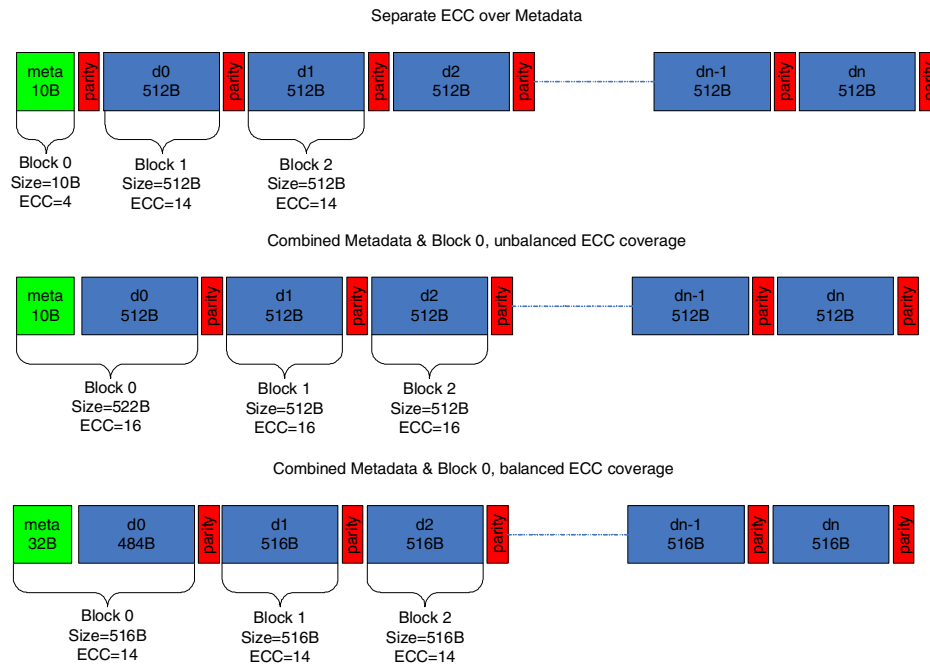 Separate ECC over Metadata
meta
10B
parity
d0
512B
parity
d1
512B
parity
d2
512B
parity
dn-1
512B
parity
dn
512B
parity
Block 0
Size=10B
ECC=4
Block 1
Size=512B
ECC=14
Block 2
Size=512B
ECC=14
Combined Metadata & Block 0, unbalanced ECC coverage
meta
10B
d0
512B
parity
d1
512B
parity
d2
512B
parity
dn-1
512B
parity
dn
512B
parity
Block 0
Size=522B
ECC=16
Block 1
Size=512B
ECC=16
Block 2
Size=512B
ECC=16
Combined Metadata & Block 0, balanced ECC coverage
meta
32B
d0
484B
parity
d1
516B
parity
d2
516B
parity
dn-1
516B
parity
dn
516B
parity
Block 0
Size=516B
ECC=14
Block 1
Size=516B
ECC=14
Block 2
Size=516B
ECC=14